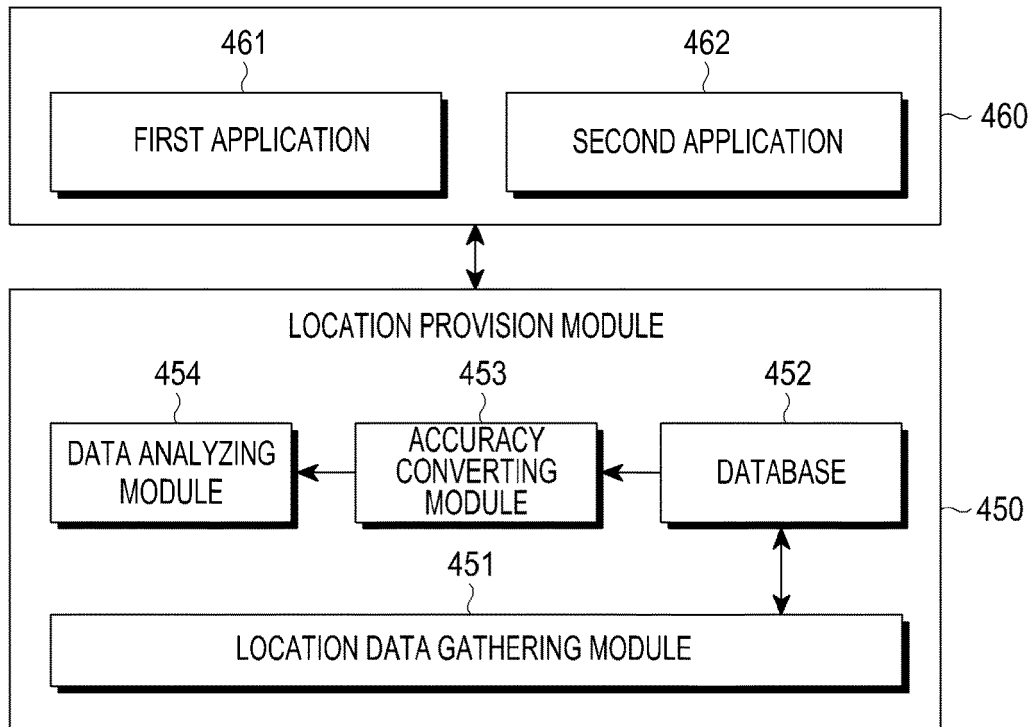 461
462
FIRST APPLICATION
SECOND APPLICATION
460
LOCATION PROVISION MODULE
454
453
452
DATA ANALYZING
MODULE
ACCURACY
CONVERTING
MODULE
DATABASE
450
451
LOCATION DATA GATHERING MODULE